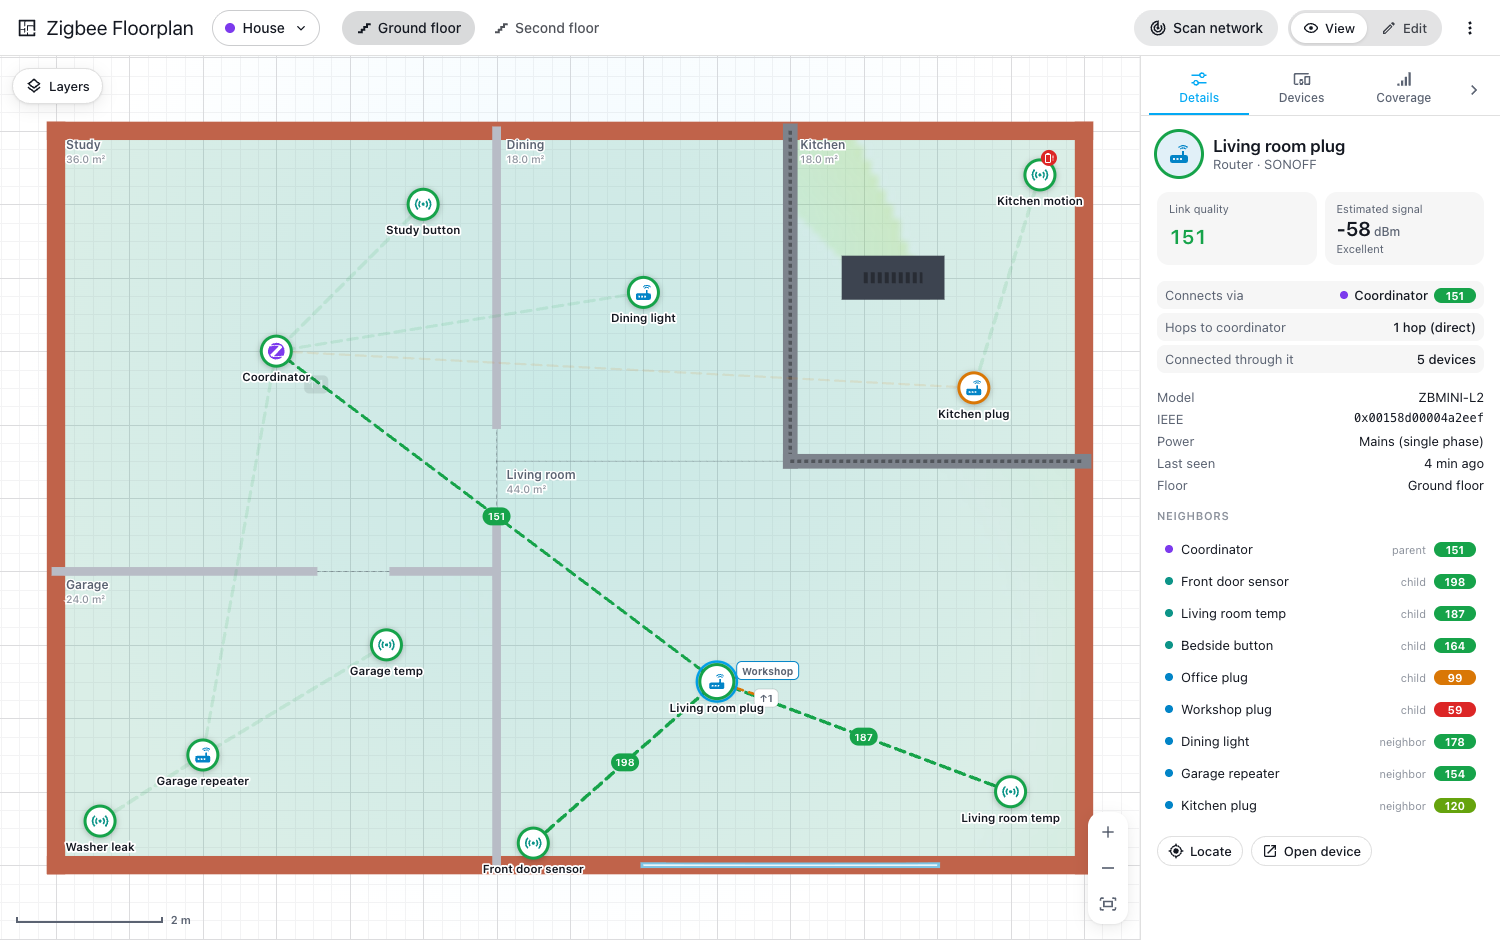 Zigbee Floorplan
House
Ground floor
Second floor
Scan network
View
Edit
Layers
Details
Devices
Coverage
Study
36.0 m²
Dining
18.0 m²
Kitchen
18.0 m²
Kitchen motion
Study button
Dining light
Coordinator
Kitchen plug
Living room
44.0 m²
151
Garage
24.0 m²
Garage temp
Workshop
Living room plug
↑1
187
198
Garage repeater
Living room temp
Washer leak
Front door sensor
2 m
Living room plug
Router · SONOFF
Link quality
151
Estimated signal
-58 dBm
Excellent
Connects via Coordinator 151
Hops to coordinator 1 hop (direct)
Connected through it 5 devices
Model ZBMINI-L2
IEEE 0x00158d00004a2eef
Power Mains (single phase)
Last seen 4 min ago
Floor Ground floor
NEIGHBORS
Coordinator parent 151
Front door sensor child 198
Living room temp child 187
Bedside button child 164
Office plug child 99
Workshop plug child 59
Dining light neighbor 178
Garage repeater neighbor 154
Kitchen plug neighbor 120
Locate
Open device